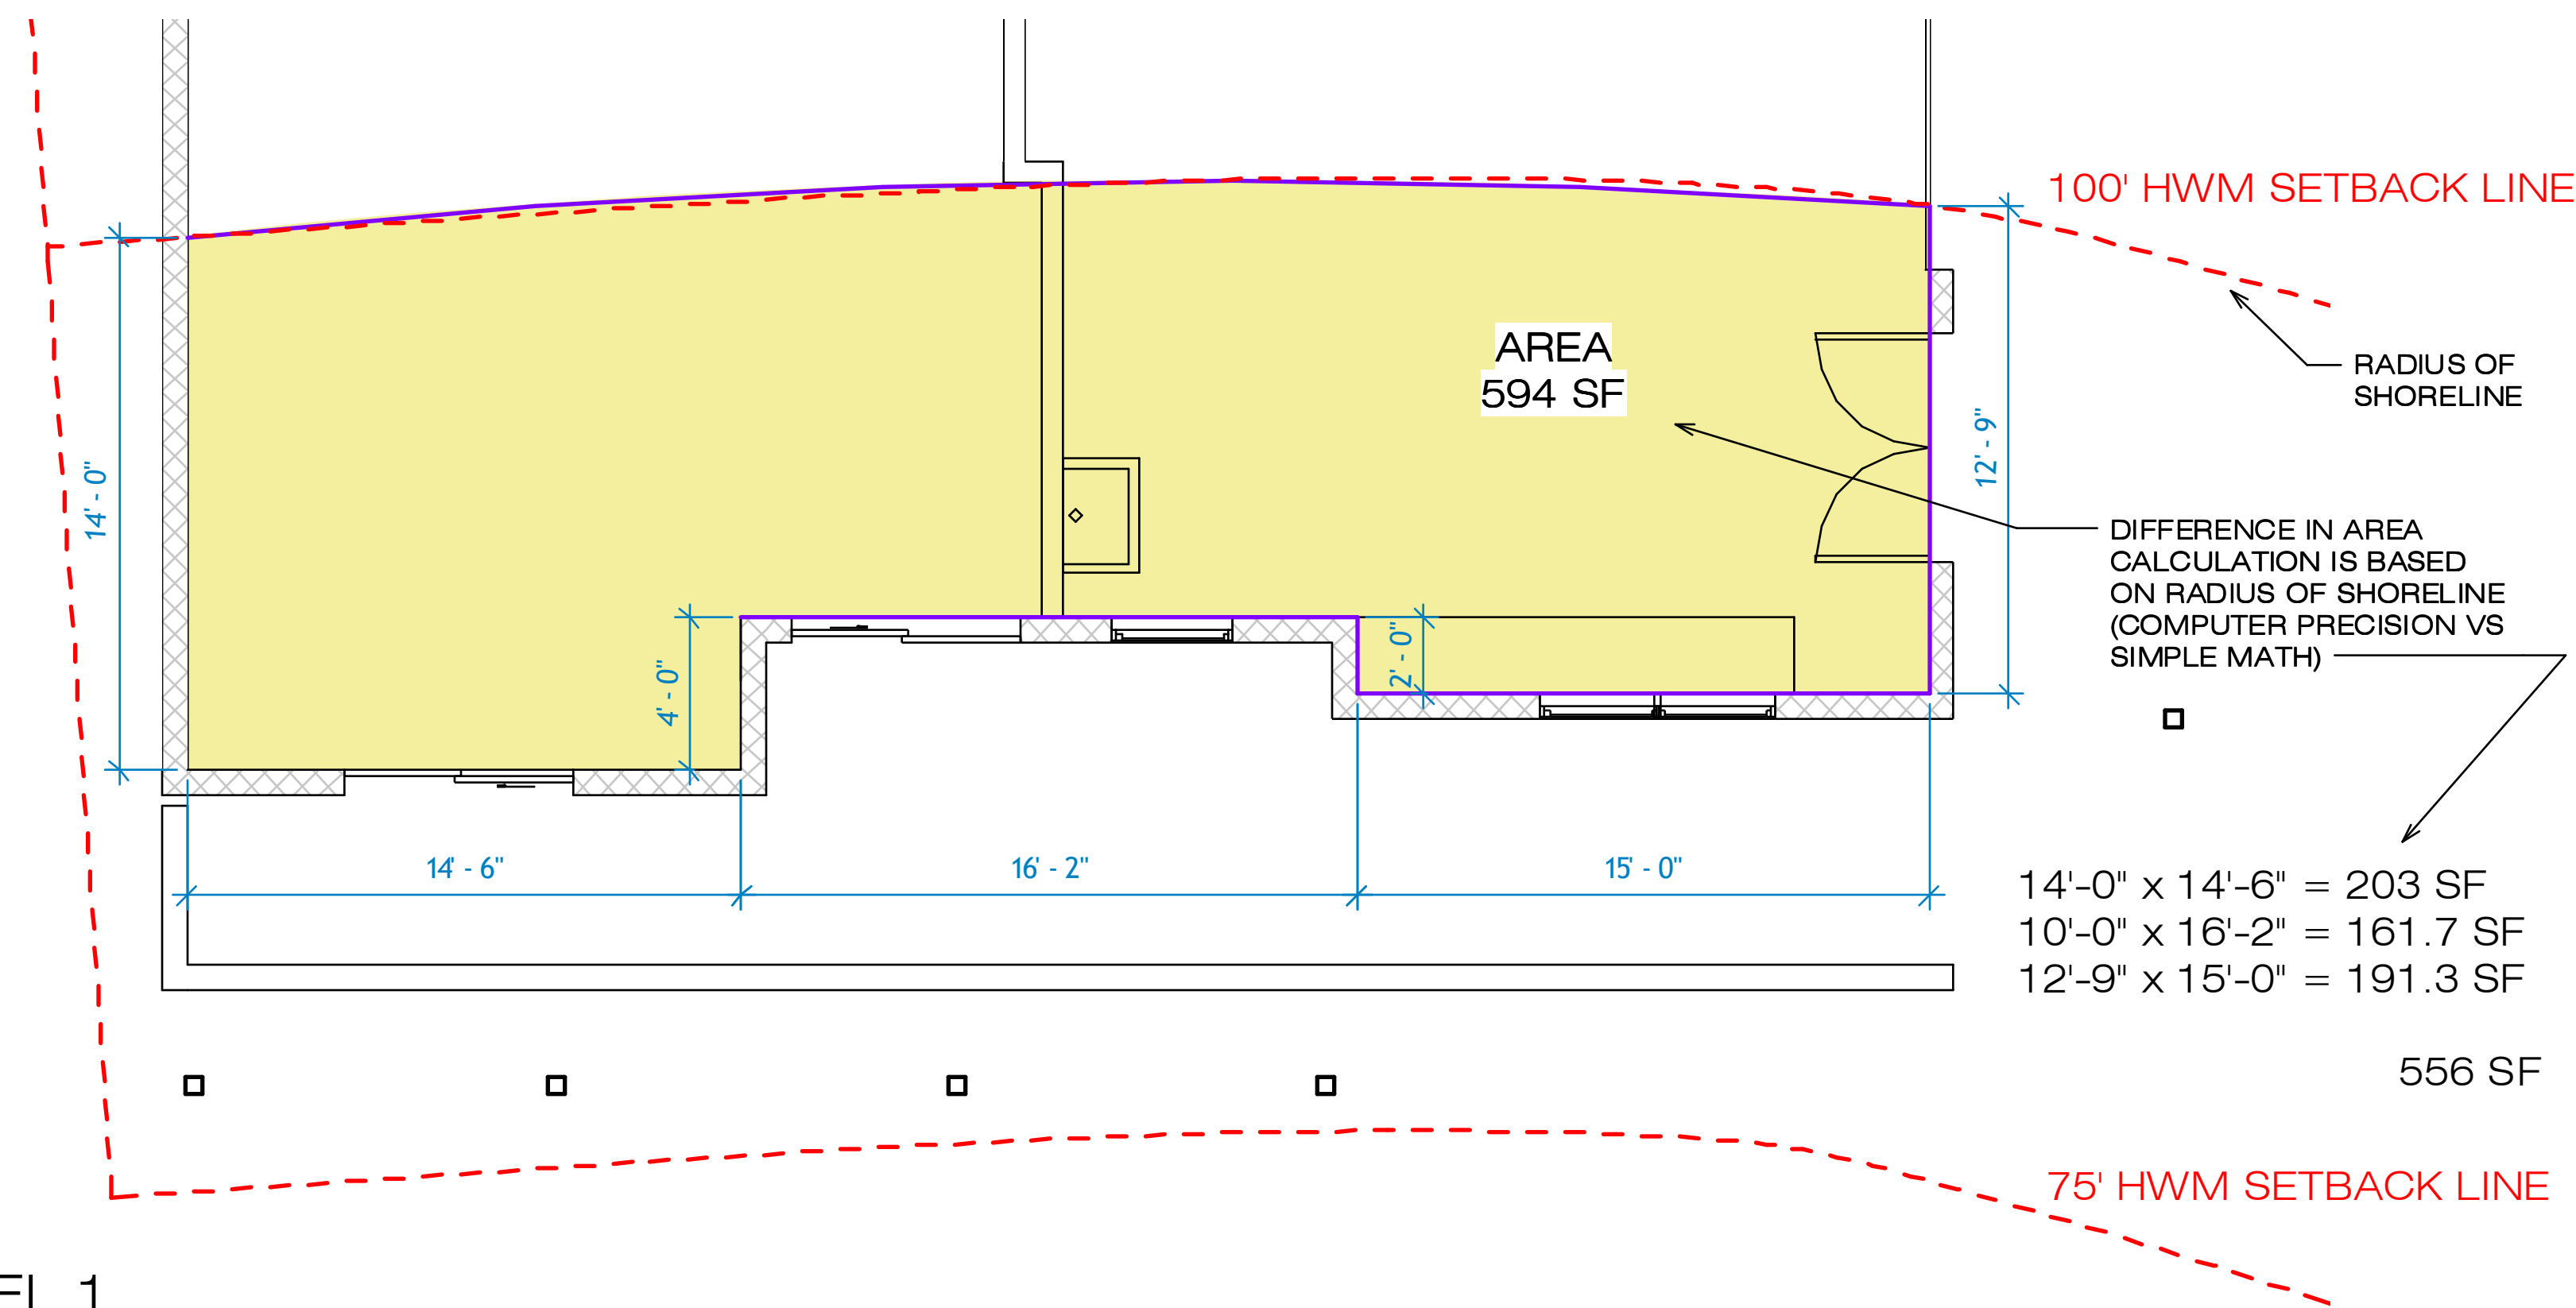 100' HWM SETBACK LINE
AREA
594 SF
RADIUS OF
SHORELINE
14' - 0"
12' - 9"
DIFFERENCE IN AREA
CALCULATION IS BASED
ON RADIUS OF SHORELINE
(COMPUTER PRECISION VS
SIMPLE MATH)
4' - 0"
2' - 0"
14' - 6"
16' - 2"
15' - 0"
14'-0" x 14'-6" = 203 SF
10'-0" x 16'-2" = 161.7 SF
12'-9" x 15'-0" = 191.3 SF
556 SF
75' HWM SETBACK LINE